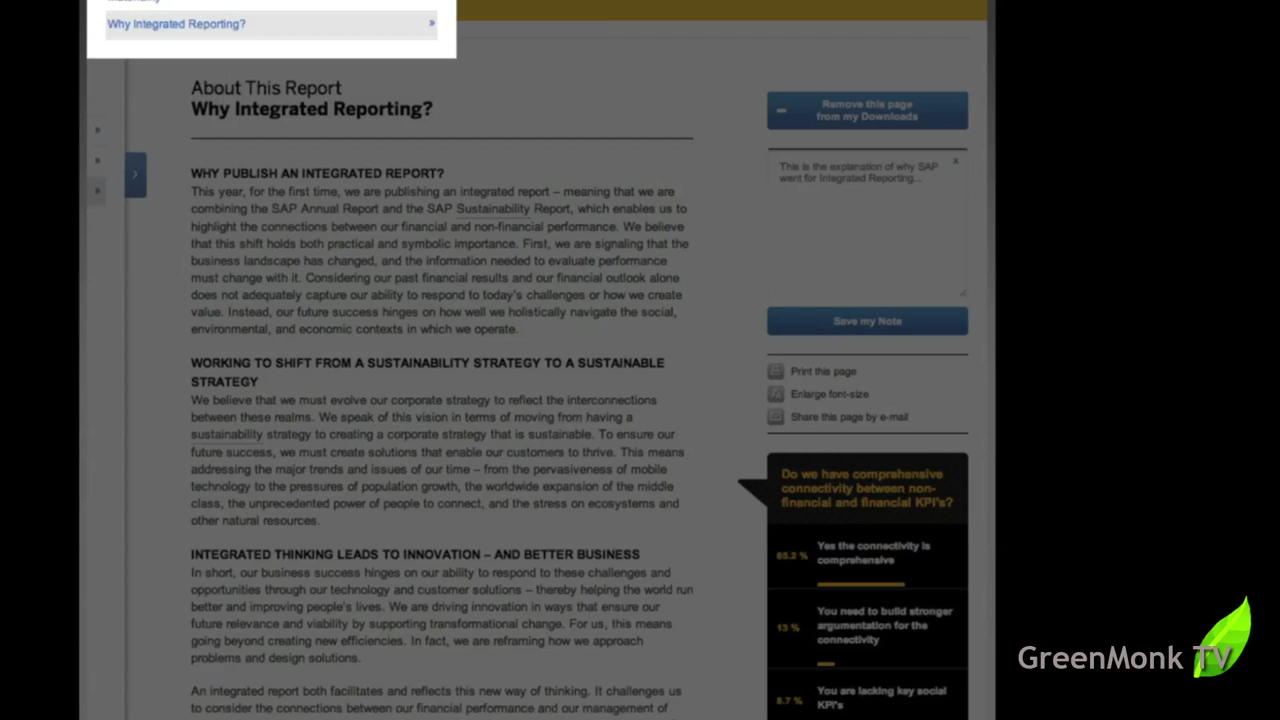 Materiality
Why Integrated Reporting? »
About This Report
Why Integrated Reporting?
WHY PUBLISH AN INTEGRATED REPORT?
This year, for the first time, we are publishing an integrated report – meaning that we are
combining the SAP Annual Report and the SAP Sustainability Report, which enables us to
highlight the connections between our financial and non-financial performance. We believe
that this shift holds both practical and symbolic importance. First, we are signaling that the
business landscape has changed, and the information needed to evaluate performance
must change with it. Considering our past financial results and our financial outlook alone
does not adequately capture our ability to respond to today's challenges or how we create
value. Instead, our future success hinges on how well we holistically navigate the social,
environmental, and economic contexts in which we operate.
WORKING TO SHIFT FROM A SUSTAINABILITY STRATEGY TO A SUSTAINABLE
STRATEGY
We believe that we must evolve our corporate strategy to reflect the interconnections
between these realms. We speak of this vision in terms of moving from having a
sustainability strategy to creating a corporate strategy that is sustainable. To ensure our
future success, we must create solutions that enable our customers to thrive. This means
addressing the major trends and issues of our time – from the pervasiveness of mobile
technology to the pressures of population growth, the worldwide expansion of the middle
class, the unprecedented power of people to connect, and the stress on ecosystems and
other natural resources.
INTEGRATED THINKING LEADS TO INNOVATION – AND BETTER BUSINESS
In short, our business success hinges on our ability to respond to these challenges and
opportunities through our technology and customer solutions – thereby helping the world run
better and improving people's lives. We are driving innovation in ways that ensure our
future relevance and viability by supporting transformational change. For us, this means
going beyond creating new efficiencies. In fact, we are reframing how we approach
problems and design solutions.
An integrated report both facilitates and reflects this new way of thinking. It challenges us
to consider the connections between our financial performance and our management of
Remove this page
from my Downloads
This is the explanation of why SAP
went for Integrated Reporting...
x
Save my Note
Print this page
Enlarge font-size
Share this page by e-mail
Do we have comprehensive
connectivity between non-
financial and financial KPI's?
85.2 %
Yes the connectivity is
comprehensive
13 %
You need to build stronger
argumentation for the
connectivity
8.7 %
You are lacking key social
KPI's
GreenMonk TV